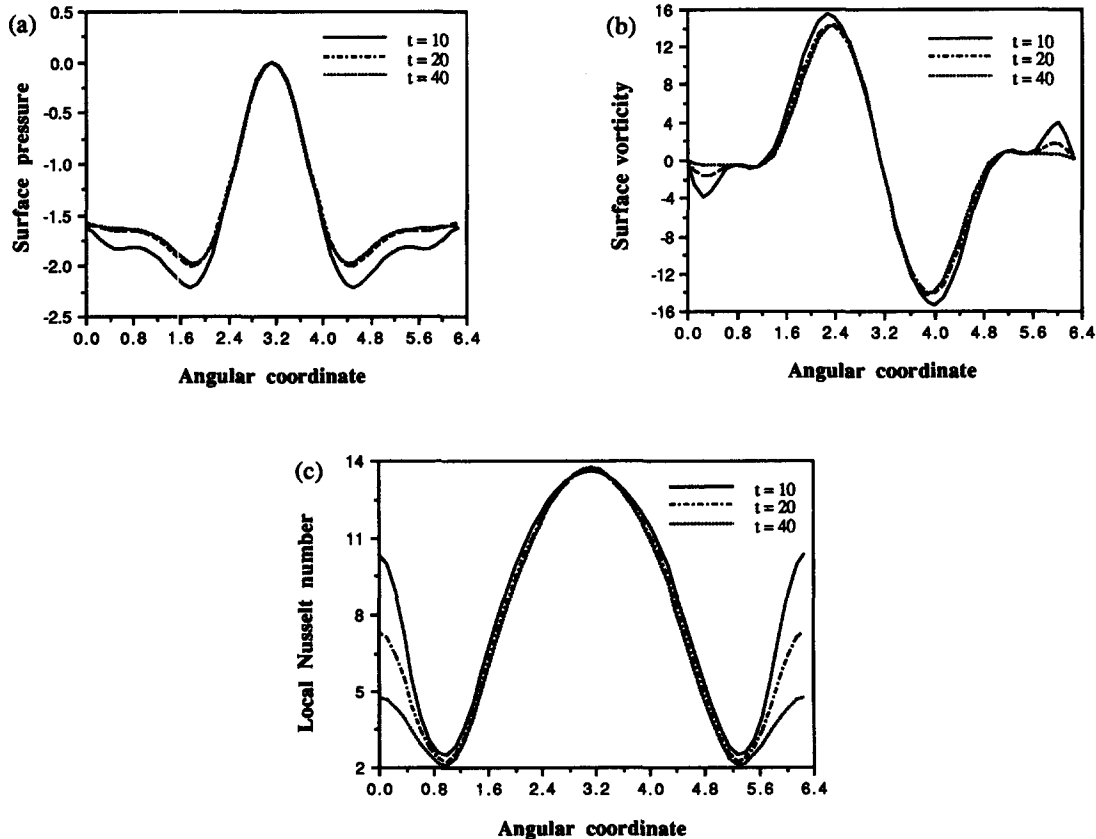 (a)
0.5
0.0
-0.5
-1.0
-1.5
-2.0
-2.5
Surface pressure
t = 10
t = 20
t = 40
0.0 0.8 1.6 2.4 3.2 4.0 4.8 5.6 6.4
Angular coordinate
(b)
16
12
8
4
0
-4
-8
-12
-16
Surface vorticity
t = 10
t = 20
t = 40
0.0 0.8 1.6 2.4 3.2 4.0 4.8 5.6 6.4
Angular coordinate
(c)
14
11
8
5
2
Local Nusselt number
t = 10
t = 20
t = 40
0.0 0.8 1.6 2.4 3.2 4.0 4.8 5.6 6.4
Angular coordinate